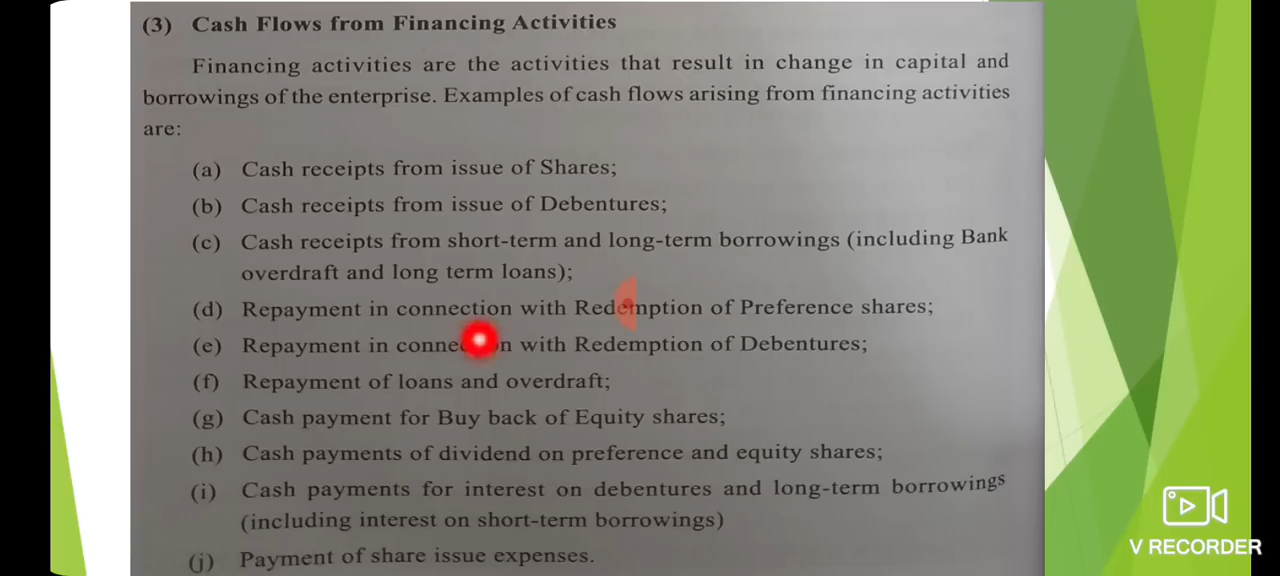 (3) Cash Flows from Financing Activities
Financing activities are the activities that result in change in capital and
borrowings of the enterprise. Examples of cash flows arising from financing activities
are:
(a) Cash receipts from issue of Shares;
(b) Cash receipts from issue of Debentures;
(c) Cash receipts from short-term and long-term borrowings (including Bank
overdraft and long term loans);
(d) Repayment in connection with Redemption of Preference shares;
(e) Repayment in connection with Redemption of Debentures;
(f) Repayment of loans and overdraft;
(g) Cash payment for Buy back of Equity shares;
(h) Cash payments of dividend on preference and equity shares;
(i) Cash payments for interest on debentures and long-term borrowings
(including interest on short-term borrowings)
(j) Payment of share issue expenses.
V RECORDER